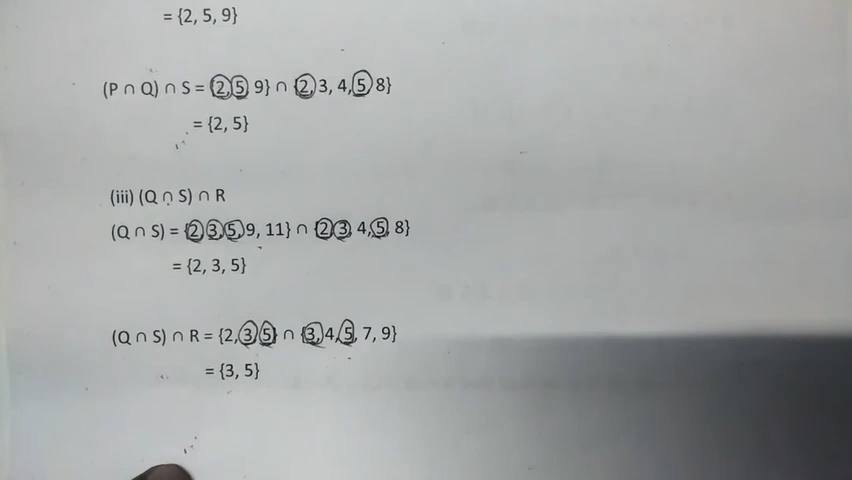 = {2, 5, 9}
(P ∩ Q) ∩ S = {2, 5, 9} ∩ {2, 3, 4, 5, 8}
= {2, 5}
(iii) (Q ∩ S) ∩ R
(Q ∩ S) = {2, 3, 5, 9, 11} ∩ {2, 3, 4, 5, 8}
= {2, 3, 5}
(Q ∩ S) ∩ R = {2, 3, 5} ∩ {3, 4, 5, 7, 9}
= {3, 5}